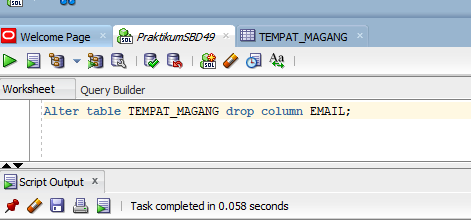 Welcome Page
PraktikumSBD49
TEMPAT_MAGANG
Worksheet
Query Builder
Alter table TEMPAT_MAGANG drop column EMAIL;
Script Output
Task completed in 0.058 seconds